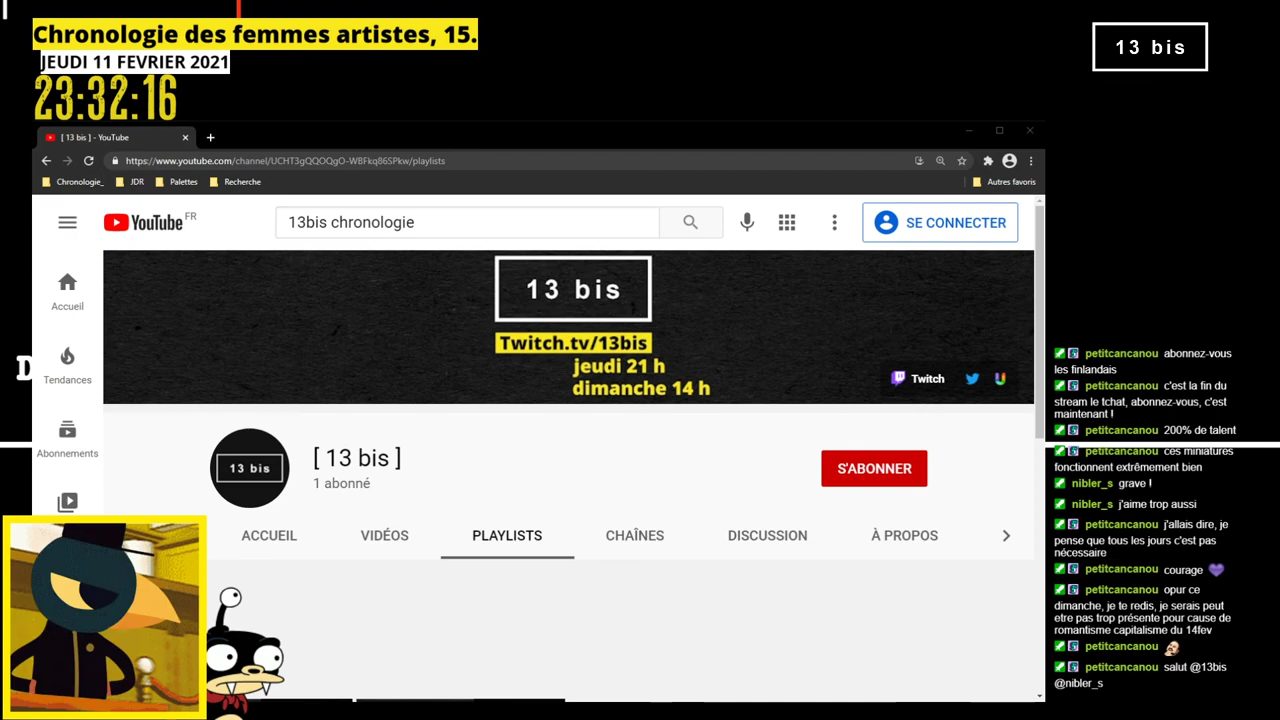 Chronologie des femmes artistes, 15.
JEUDI 11 FEVRIER 2021
23:32:16
13 bis
[ 13 bis ] - YouTube
https://www.youtube.com/channel/UCHT3gQQOQgO-WBFkq86SPkw/playlists
Chronologie_ JDR Palettes Recherche Autres favoris
YouTube FR
13bis chronologie
SE CONNECTER
Accueil
Tendances
Abonnements
13 bis
Twitch.tv/13bis
jeudi 21 h
dimanche 14 h
Twitch
13 bis
[ 13 bis ]
1 abonné
S'ABONNER
ACCUEIL VIDÉOS PLAYLISTS CHAÎNES DISCUSSION À PROPOS
petitcancanou abonnez-vous
les finlandais
petitcancanou c'est la fin du
stream le tchat, abonnez-vous, c'est
maintenant !
petitcancanou 200% de talent
petitcancanou ces miniatures
fonctionnent extrêmement bien
nibler_s grave !
nibler_s j'aime trop aussi
petitcancanou j'allais dire, je
pense que tous les jours c'est pas
nécessaire
petitcancanou courage
petitcancanou opur ce
dimanche, je te redis, je serais peut
etre pas trop présente pour cause de
romantisme capitalisme du 14fev
petitcancanou
petitcancanou salut @13bis
@nibler_s